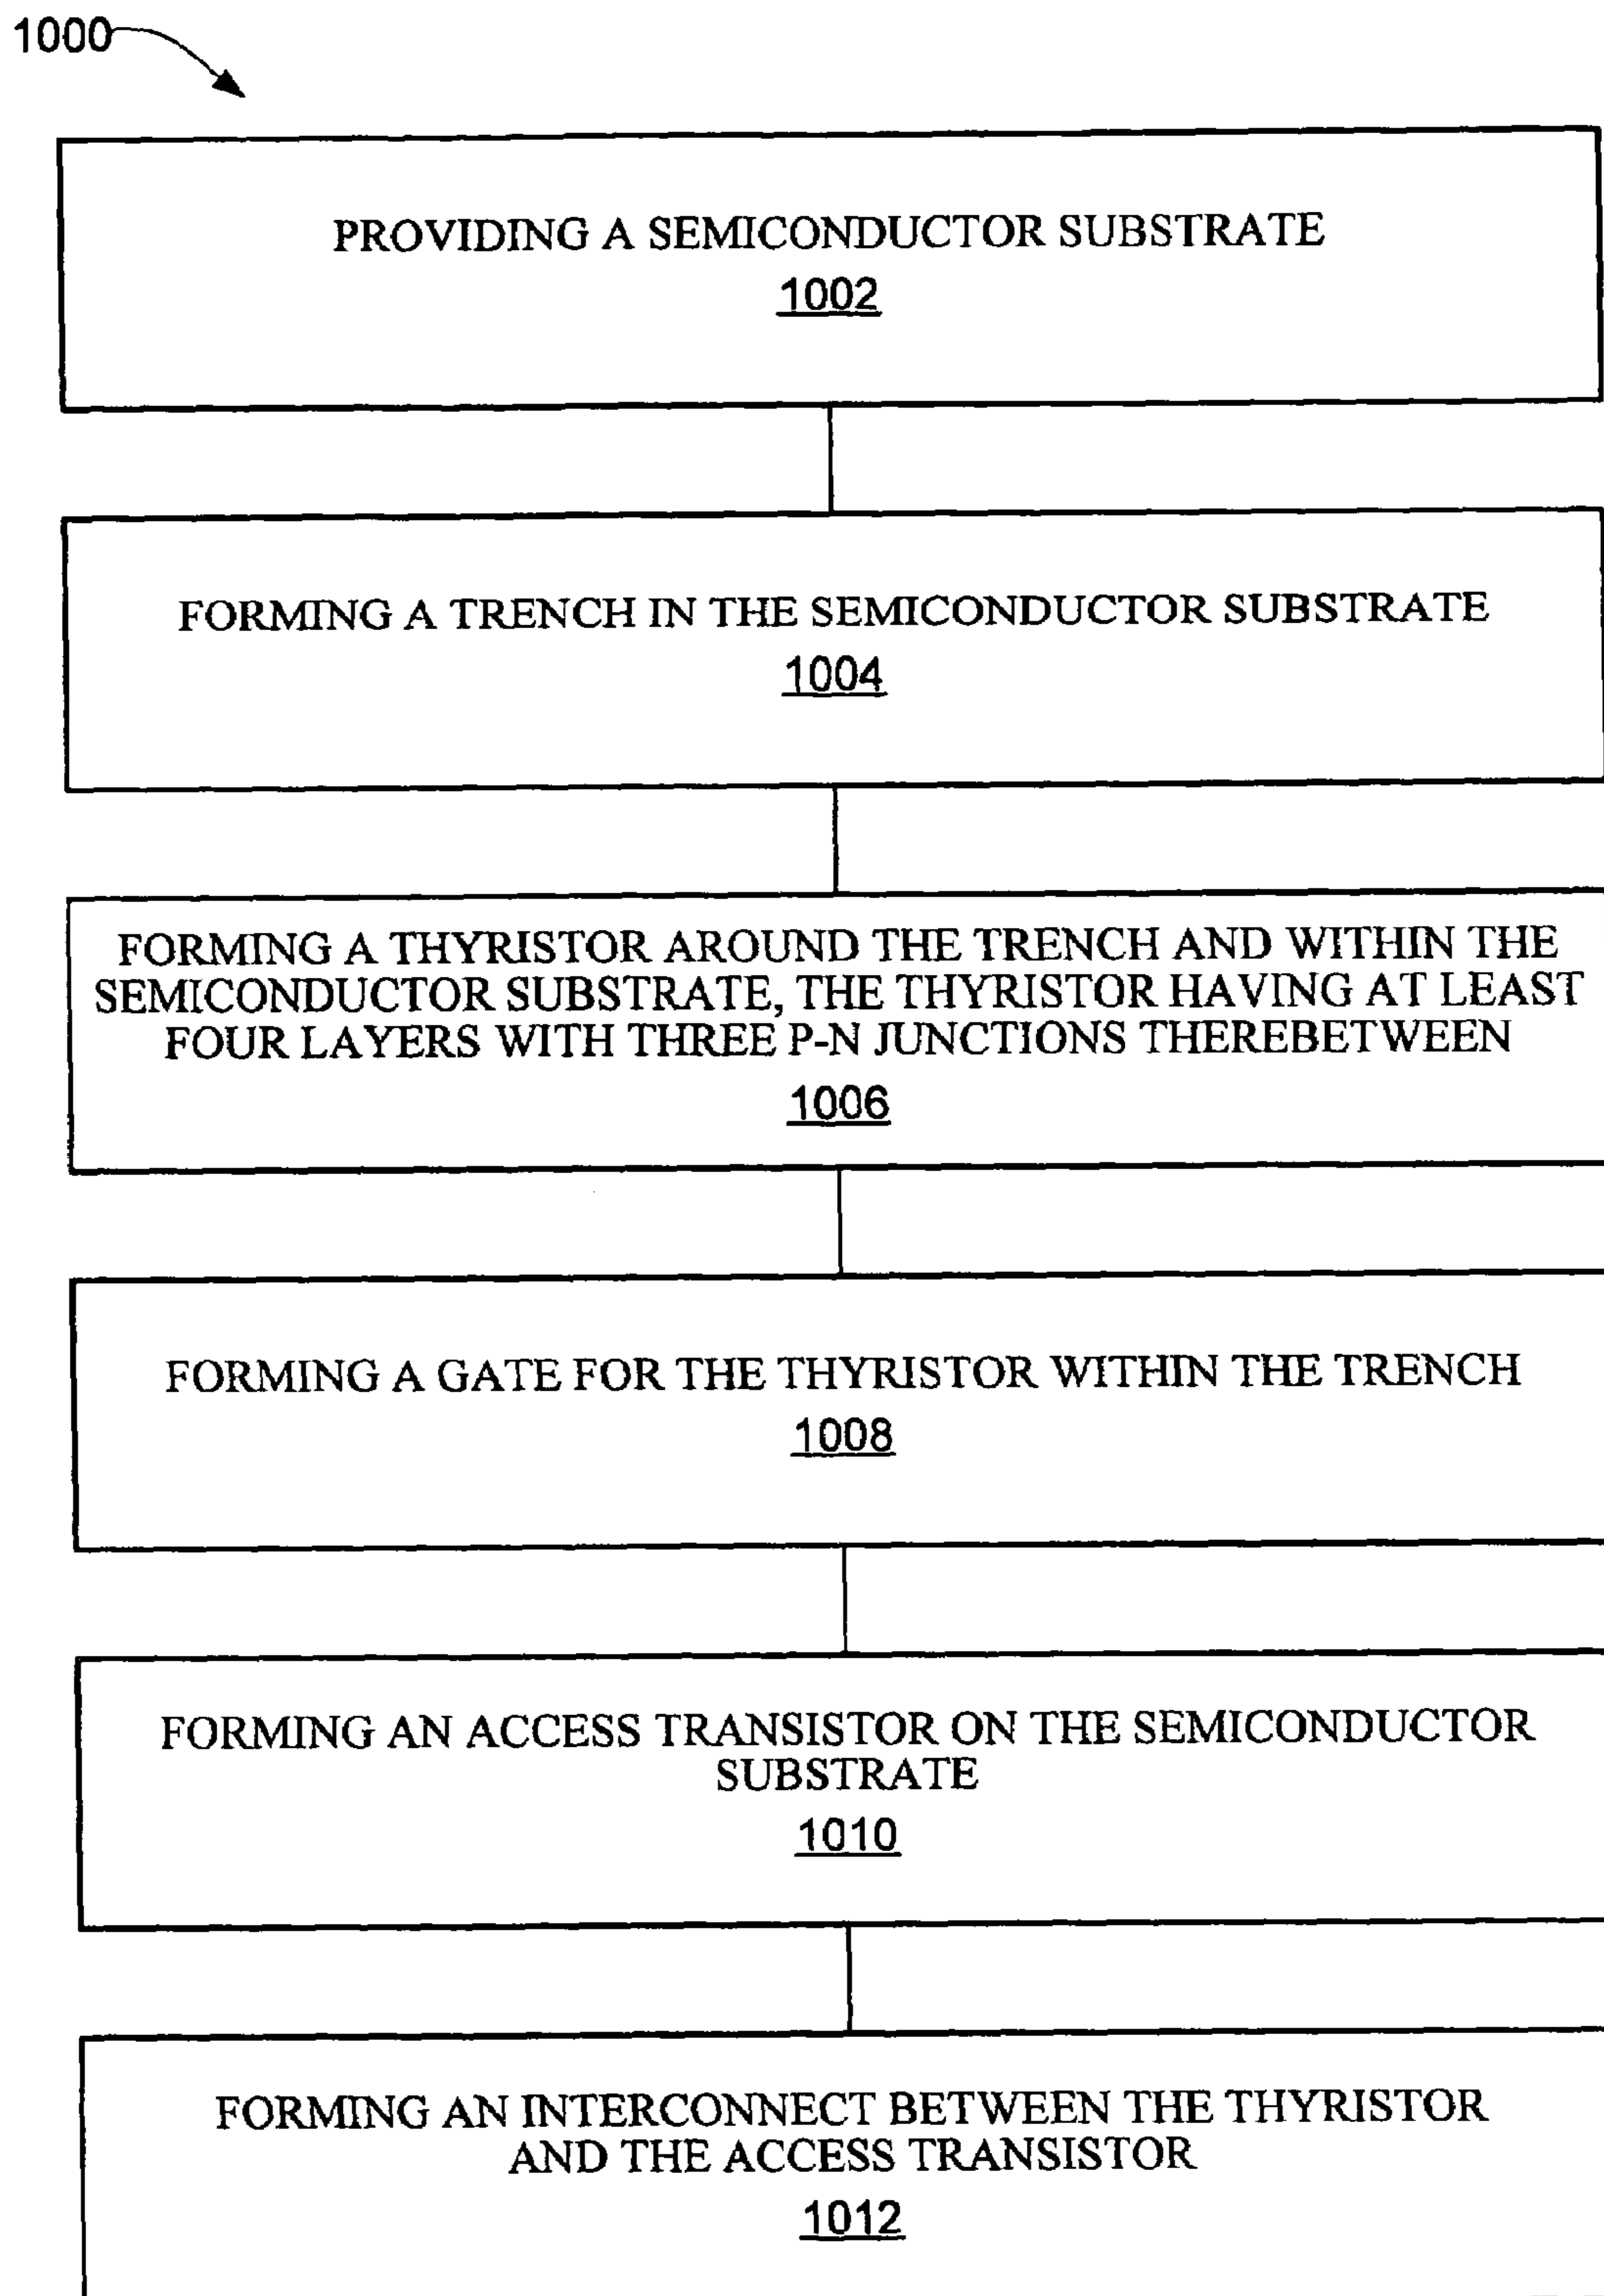 1000
PROVIDING A SEMICONDUCTOR SUBSTRATE
1002
FORMING A TRENCH IN THE SEMICONDUCTOR SUBSTRATE
1004
FORMING A THYRISTOR AROUND THE TRENCH AND WITHIN THE
SEMICONDUCTOR SUBSTRATE, THE THYRISTOR HAVING AT LEAST
FOUR LAYERS WITH THREE P-N JUNCTIONS THEREBETWEEN
1006
FORMING A GATE FOR THE THYRISTOR WITHIN THE TRENCH
1008
FORMING AN ACCESS TRANSISTOR ON THE SEMICONDUCTOR
SUBSTRATE
1010
FORMING AN INTERCONNECT BETWEEN THE THYRISTOR
AND THE ACCESS TRANSISTOR
1012